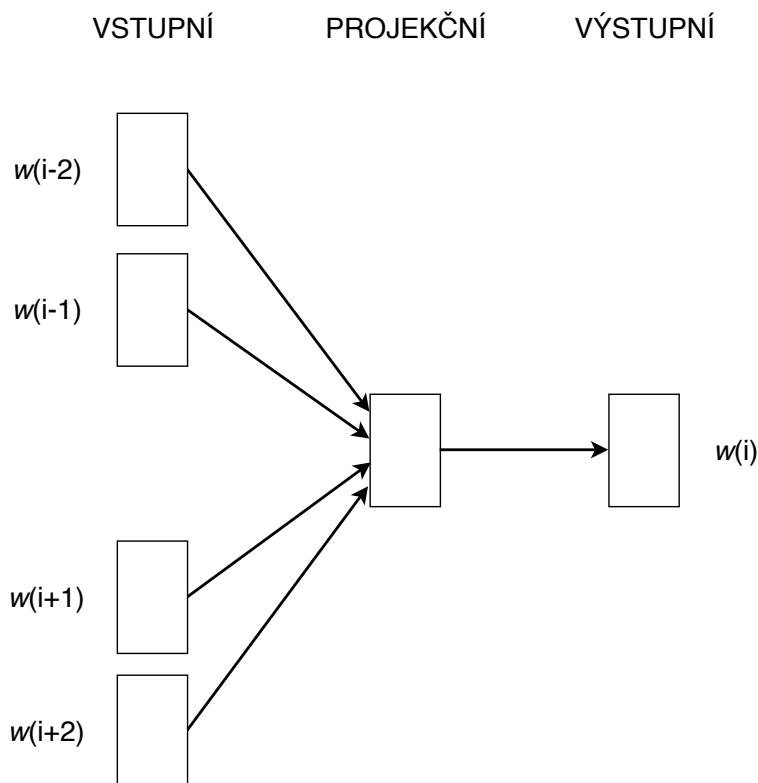 VSTUPNÍ PROJEKČNÍ VÝSTUPNÍ
w(i-2)
w(i-1)
w(i)
w(i+1)
w(i+2)